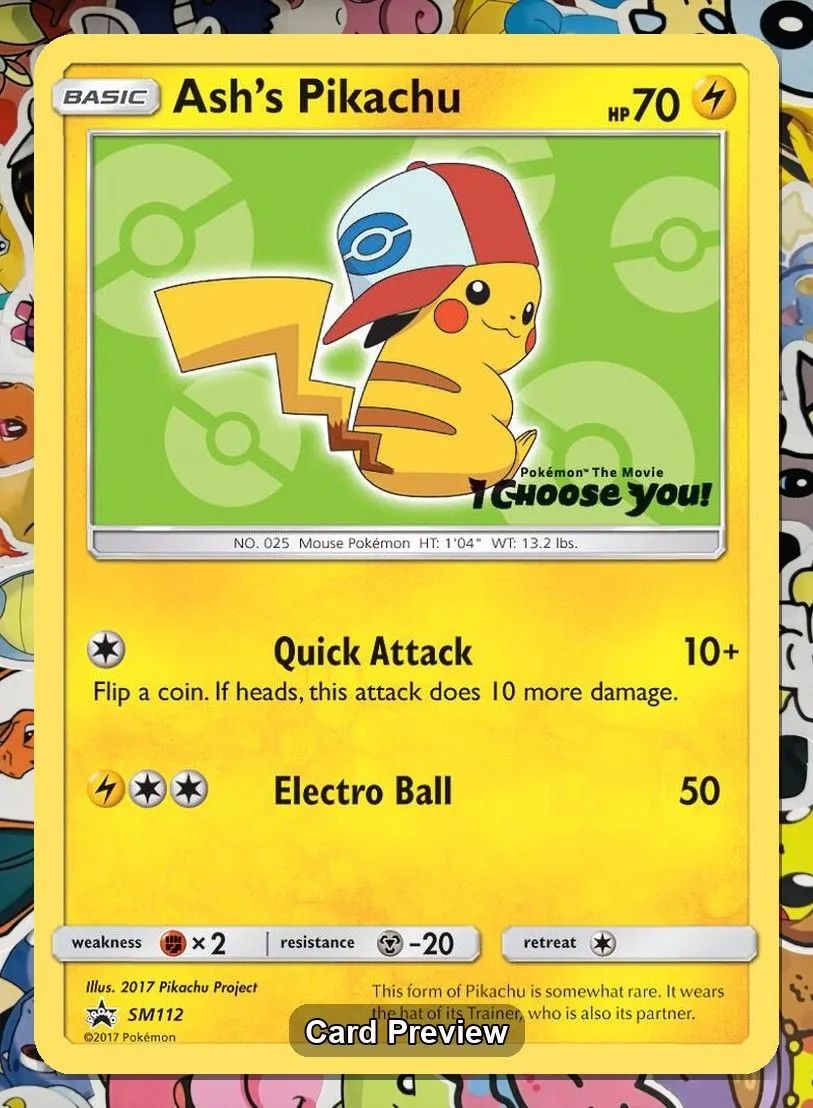 BASIC Ash's Pikachu HP 70
Pokémon™ The Movie
I Choose You!
NO. 025 Mouse Pokémon HT: 1'04" WT: 13.2 lbs.
Quick Attack 10+
Flip a coin. If heads, this attack does 10 more damage.
Electro Ball 50
weakness ×2 resistance -20 retreat
Illus. 2017 Pikachu Project
This form of Pikachu is somewhat rare. It wears
SM112
the hat of its Trainer, who is also its partner.
Card Preview
©2017 Pokémon